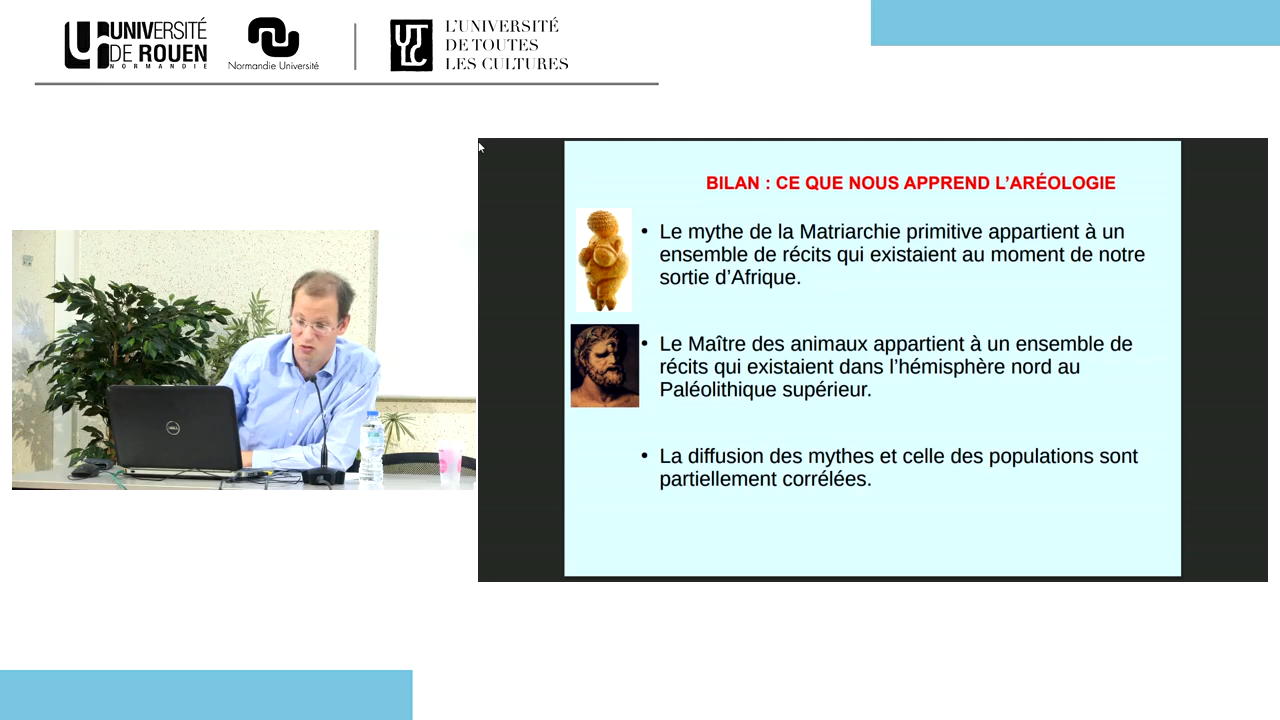 UNIVERSITÉ
DE ROUEN
NORMANDIE
Normandie Université
UTLC
L'UNIVERSITÉ
DE TOUTES
LES CULTURES
BILAN : CE QUE NOUS APPREND L'ARÉOLOGIE
• Le mythe de la Matriarchie primitive appartient à un
ensemble de récits qui existaient au moment de notre
sortie d'Afrique.
• Le Maître des animaux appartient à un ensemble de
récits qui existaient dans l'hémisphère nord au
Paléolithique supérieur.
• La diffusion des mythes et celle des populations sont
partiellement corrélées.
DELL